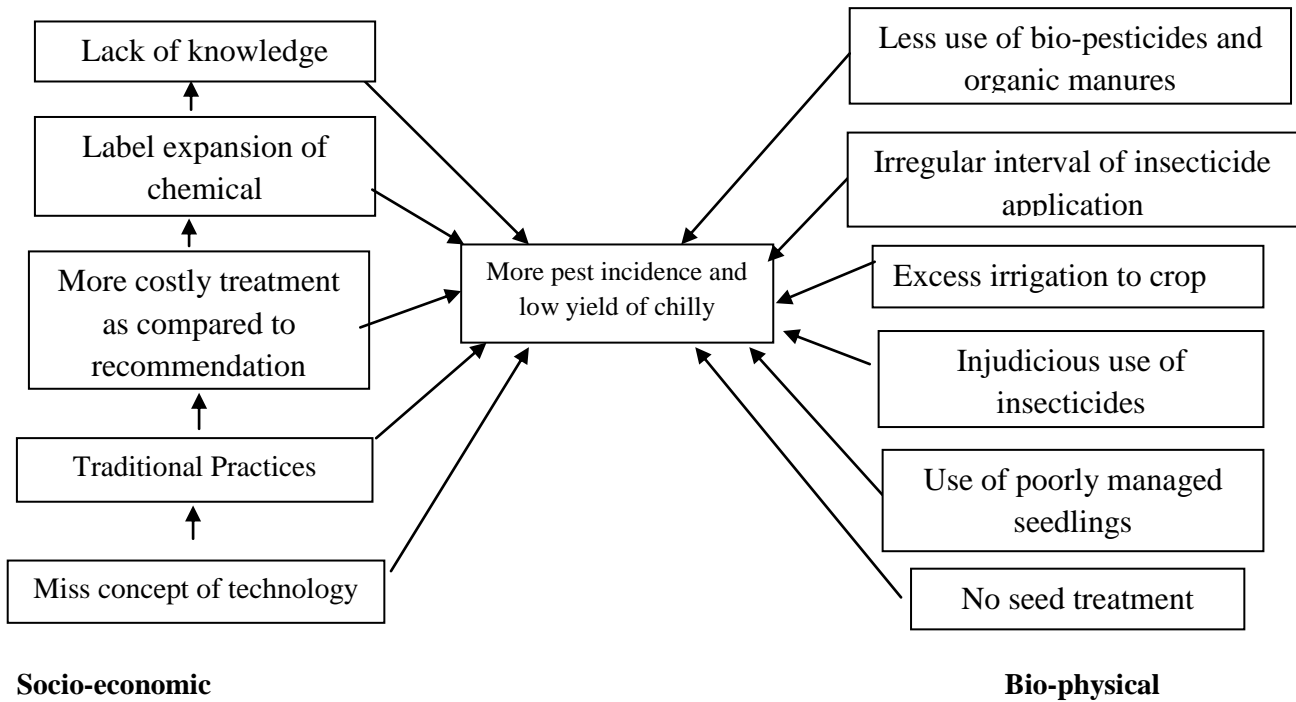 Lack of knowledge
Label expansion of
chemical
More costly treatment
as compared to
recommendation
Traditional Practices
Miss concept of technology
Socio-economic
More pest incidence and
low yield of chilly
Less use of bio-pesticides and
organic manures
Irregular interval of insecticide
application
Excess irrigation to crop
Injudicious use of
insecticides
Use of poorly managed
seedlings
No seed treatment
Bio-physical